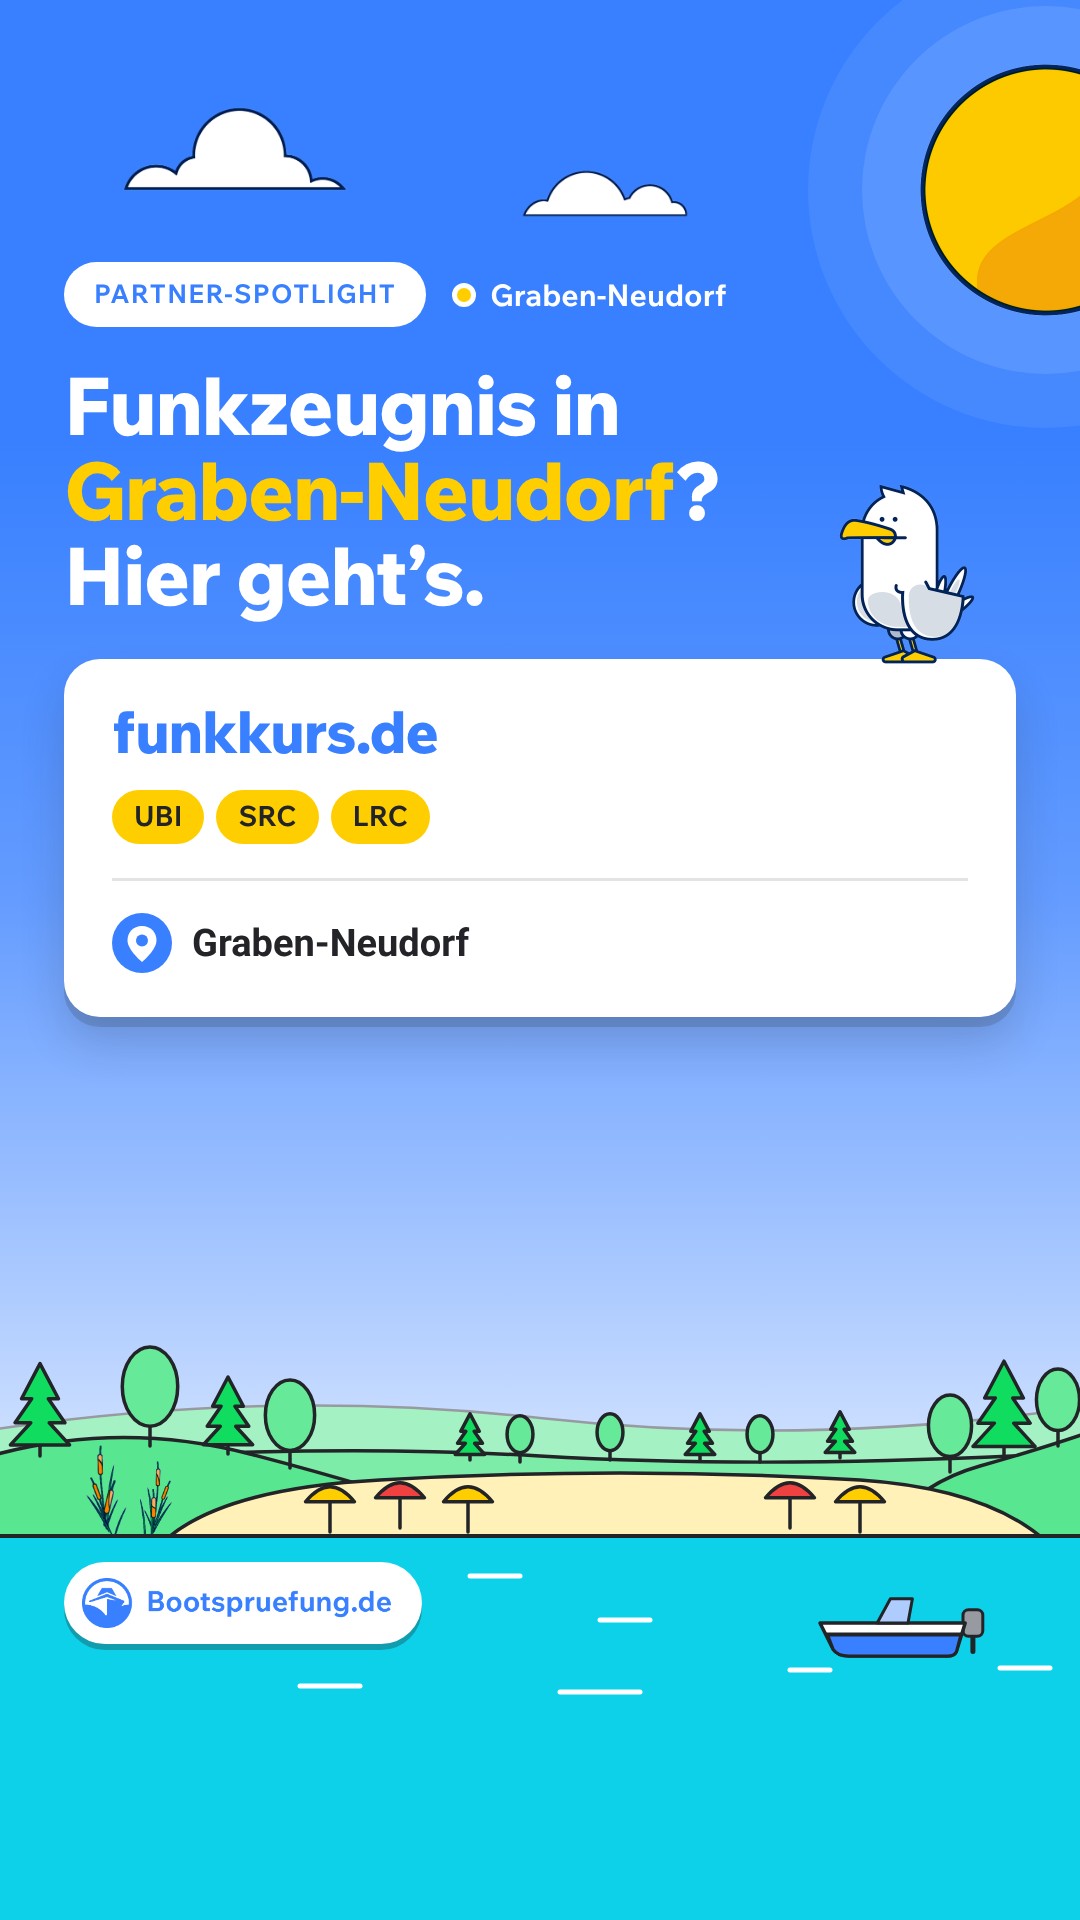 PARTNER-SPOTLIGHT
Graben-Neudorf
Funkzeugnis in
Graben-Neudorf?
Hier geht’s.
funkkurs.de
UBI SRC LRC
Graben-Neudorf
Bootspruefung.de